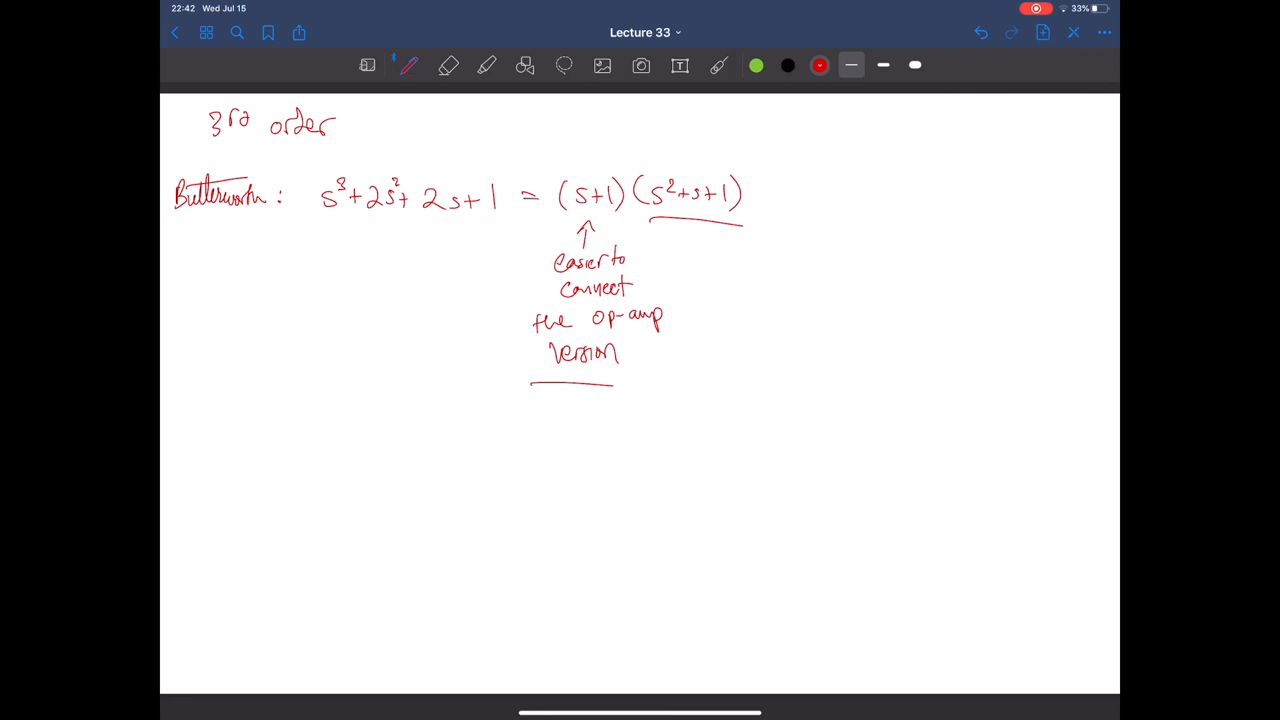 22:42 Wed Jul 15
33%
Lecture 33
T
3rd order
Butterworth : s³+2s²+2s+1 = (s+1)(s²+s+1)
easier to
connect
the op-amp
version